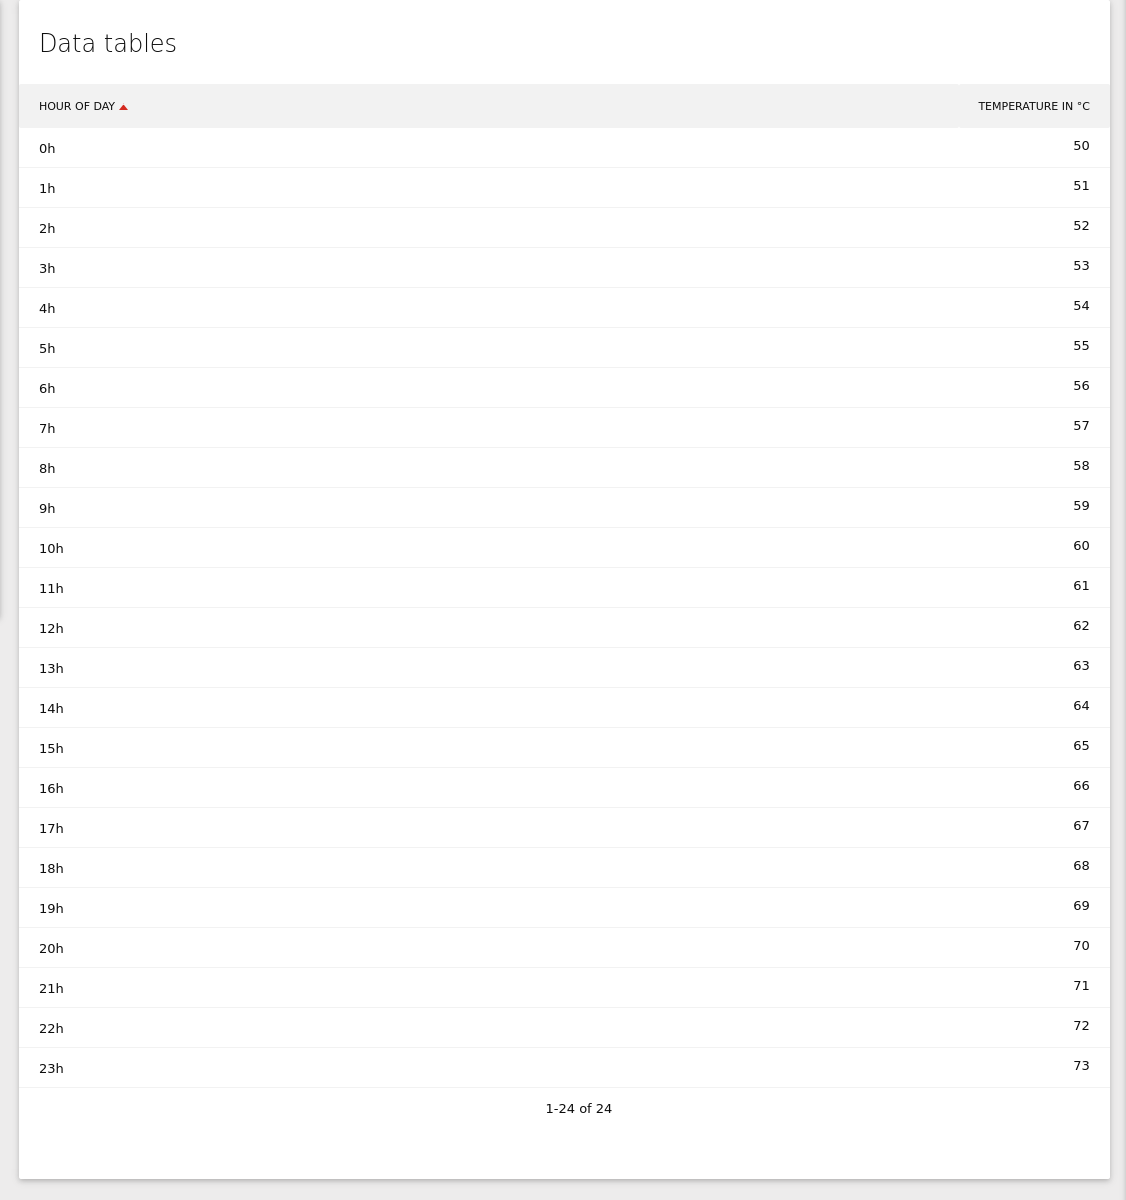 Data tables
HOUR OF DAY TEMPERATURE IN °C
0h 50
1h 51
2h 52
3h 53
4h 54
5h 55
6h 56
7h 57
8h 58
9h 59
10h 60
11h 61
12h 62
13h 63
14h 64
15h 65
16h 66
17h 67
18h 68
19h 69
20h 70
21h 71
22h 72
23h 73
1-24 of 24